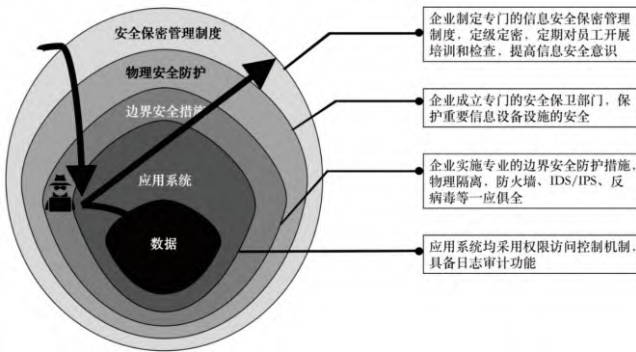 安全保密管理制度
物理安全防护
边界安全措施
应用系统
数据
企业制定专门的信息安全保密管理
制度，定级定密，定期对员工开展
培训和检查，提高信息安全意识
企业成立专门的安全保卫部门，保
护重要信息设备设施的安全
企业实施专业的边界安全防护措施，
物理隔离，防火墙、IDS/IPS、反
病毒等一应俱全
应用系统均采用权限访问控制机制，
具备日志审计功能